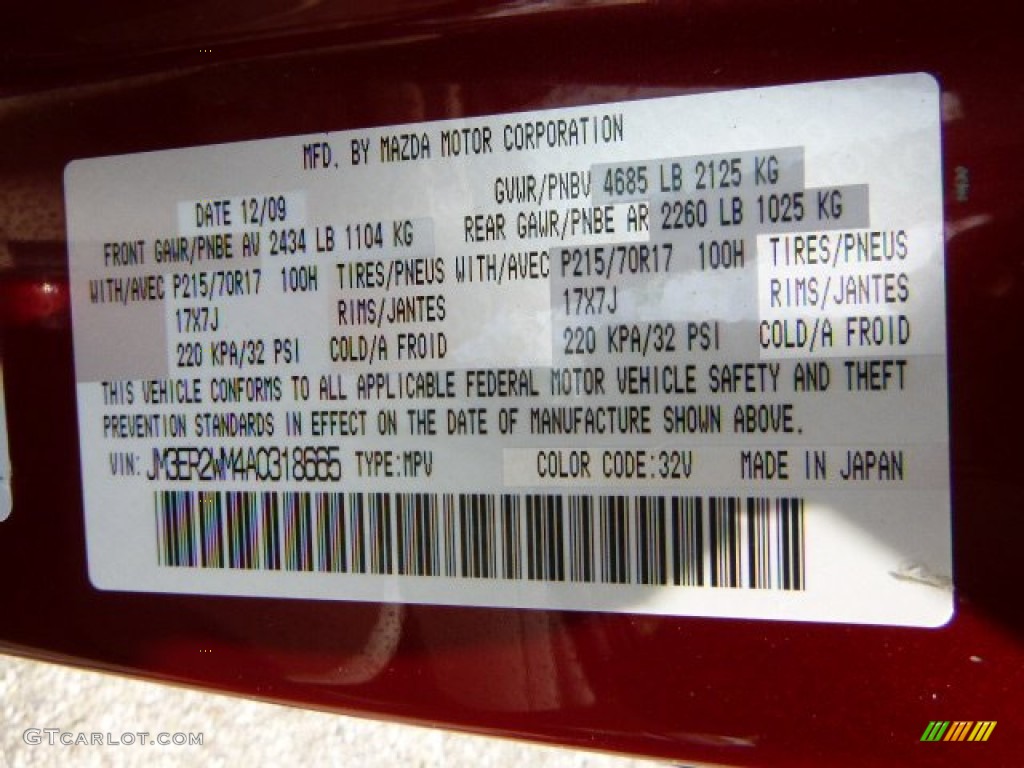 MFD. BY MAZDA MOTOR CORPORATION
GVWR/PNBV 4685 LB 2125 KG
DATE 12/09
FRONT GAWR/PNBE AV 2434 LB 1104 KG REAR GAWR/PNBE AR 2260 LB 1025 KG
WITH/AVEC P215/70R17 100H TIRES/PNEUS WITH/AVEC P215/70R17 100H TIRES/PNEUS
17X7J RIMS/JANTES 17X7J RIMS/JANTES
220 KPA/32 PSI COLD/A FROID 220 KPA/32 PSI COLD/A FROID
THIS VEHICLE CONFORMS TO ALL APPLICABLE FEDERAL MOTOR VEHICLE SAFETY AND THEFT
PREVENTION STANDARDS IN EFFECT ON THE DATE OF MANUFACTURE SHOWN ABOVE.
VIN: JM3ER2WM4A0318665 TYPE:MPV COLOR CODE:32V MADE IN JAPAN
GTCARLOT.COM